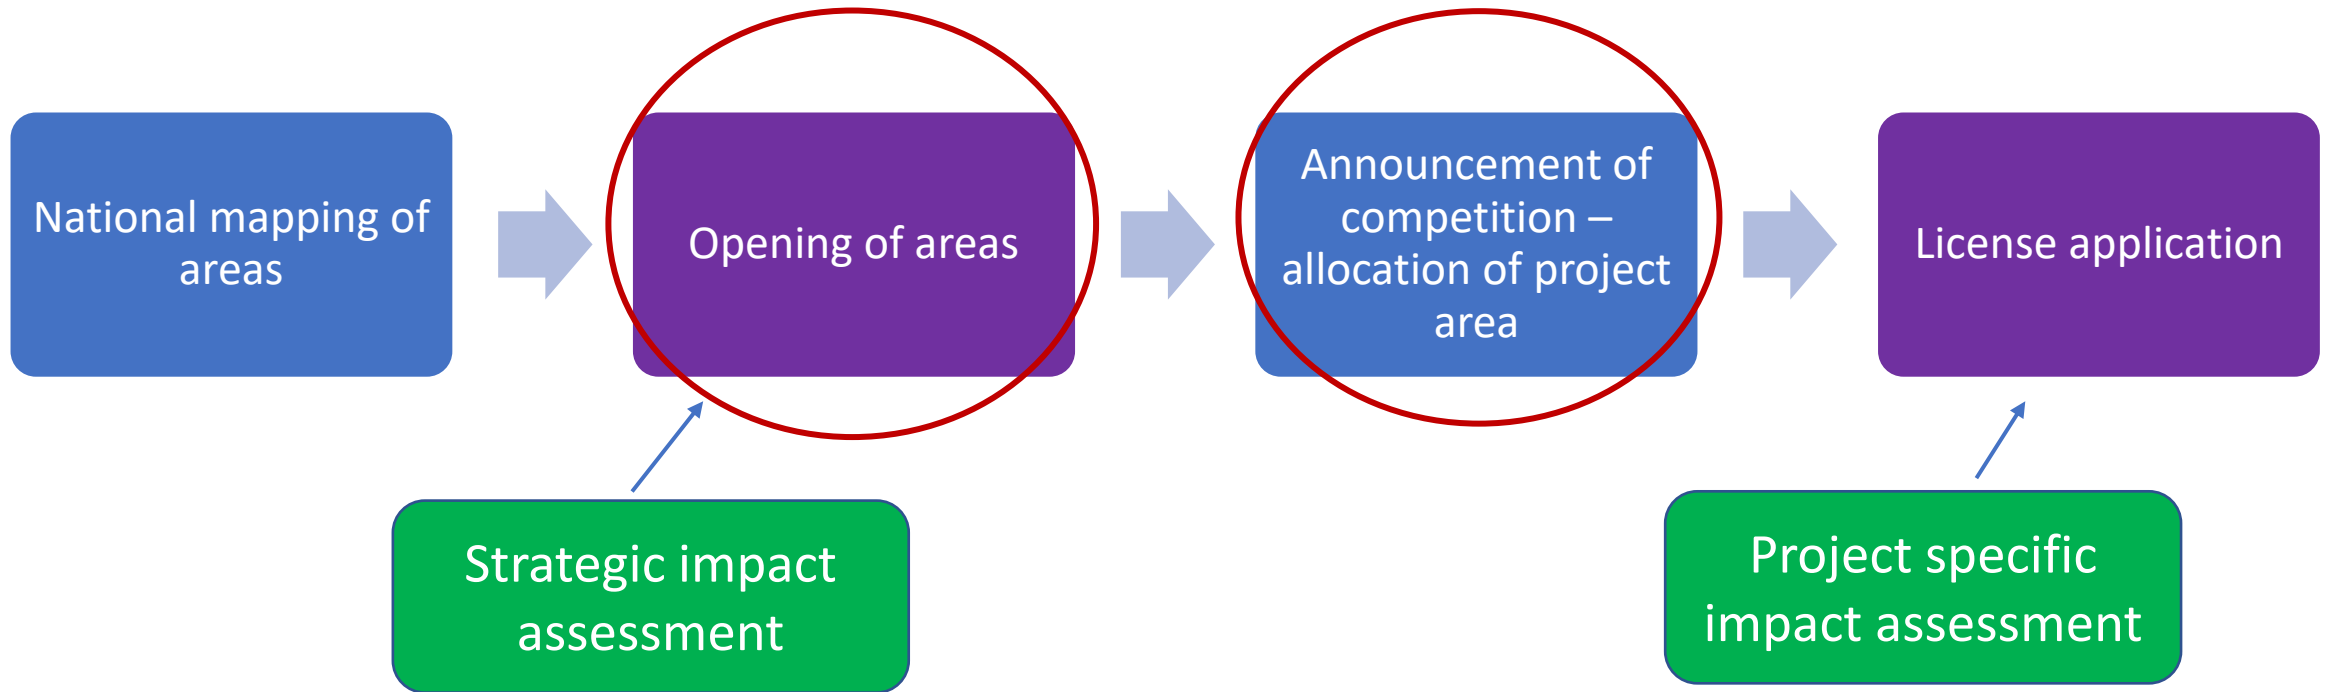 National mapping of
areas
Opening of areas
Announcement of
competition –
allocation of project
area
License application
Strategic impact
assessment
Project specific
impact assessment